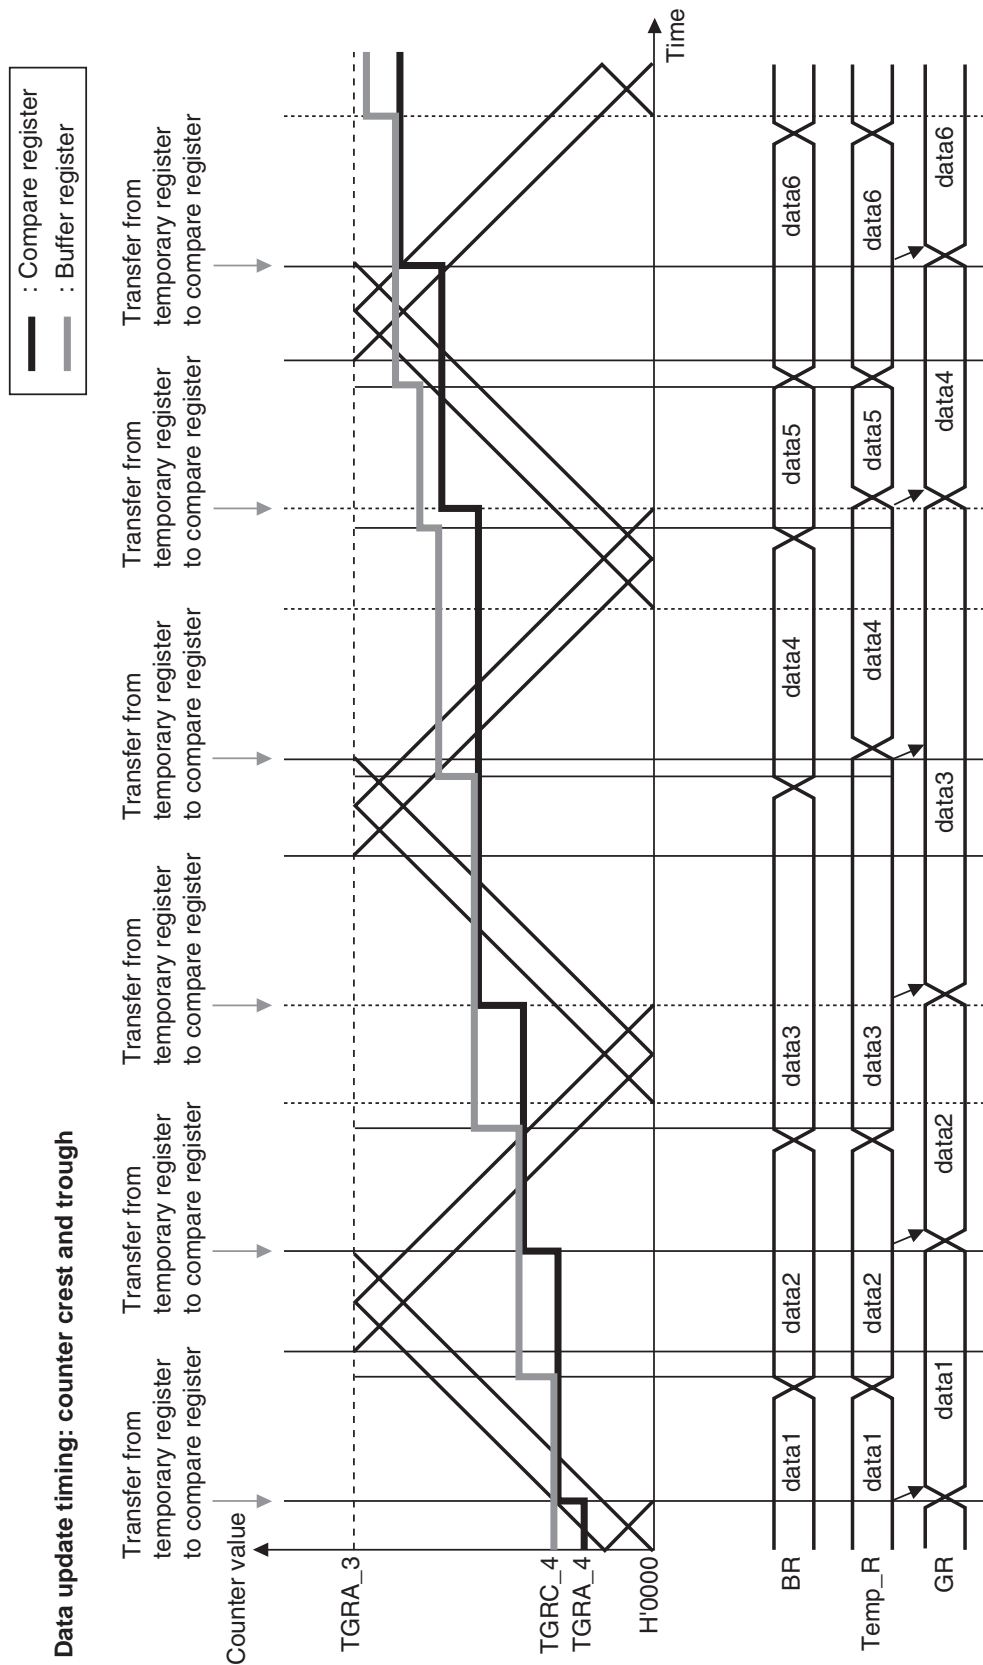 Data update timing: counter crest and trough
: Compare register
: Buffer register
Transfer from
temporary register
to compare register
Transfer from
temporary register
to compare register
Transfer from
temporary register
to compare register
Transfer from
temporary register
to compare register
Transfer from
temporary register
to compare register
Transfer from
temporary register
to compare register
Counter value
TGRA_3
TGRC_4
TGRA_4
H'0000
Time
BR
data1
data2
data3
data4
data5
data6
Temp_R
data1
data2
data3
data4
data5
data6
GR
data1
data2
data3
data4
data6